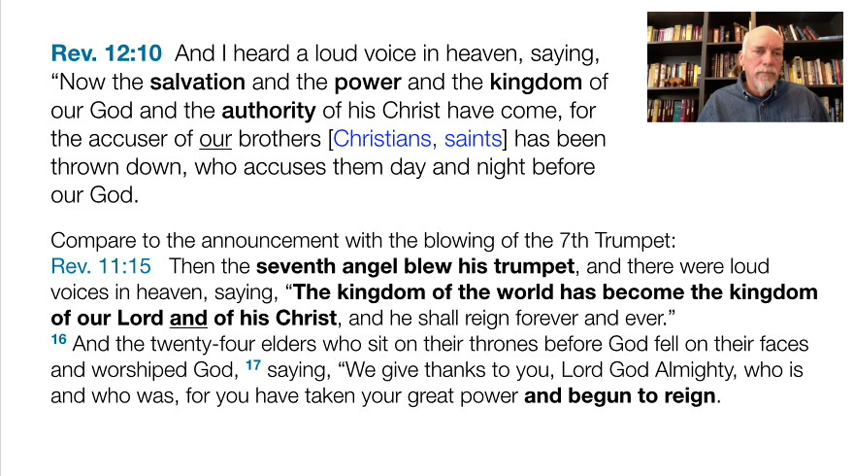 Rev. 12:10 And I heard a loud voice in heaven, saying,
“Now the salvation and the power and the kingdom of
our God and the authority of his Christ have come, for
the accuser of our brothers [Christians, saints] has been
thrown down, who accuses them day and night before
our God.
Compare to the announcement with the blowing of the 7th Trumpet:
Rev. 11:15 Then the seventh angel blew his trumpet, and there were loud
voices in heaven, saying, “The kingdom of the world has become the kingdom
of our Lord and of his Christ, and he shall reign forever and ever.”
16 And the twenty-four elders who sit on their thrones before God fell on their faces
and worshiped God, 17 saying, “We give thanks to you, Lord God Almighty, who is
and who was, for you have taken your great power and begun to reign.